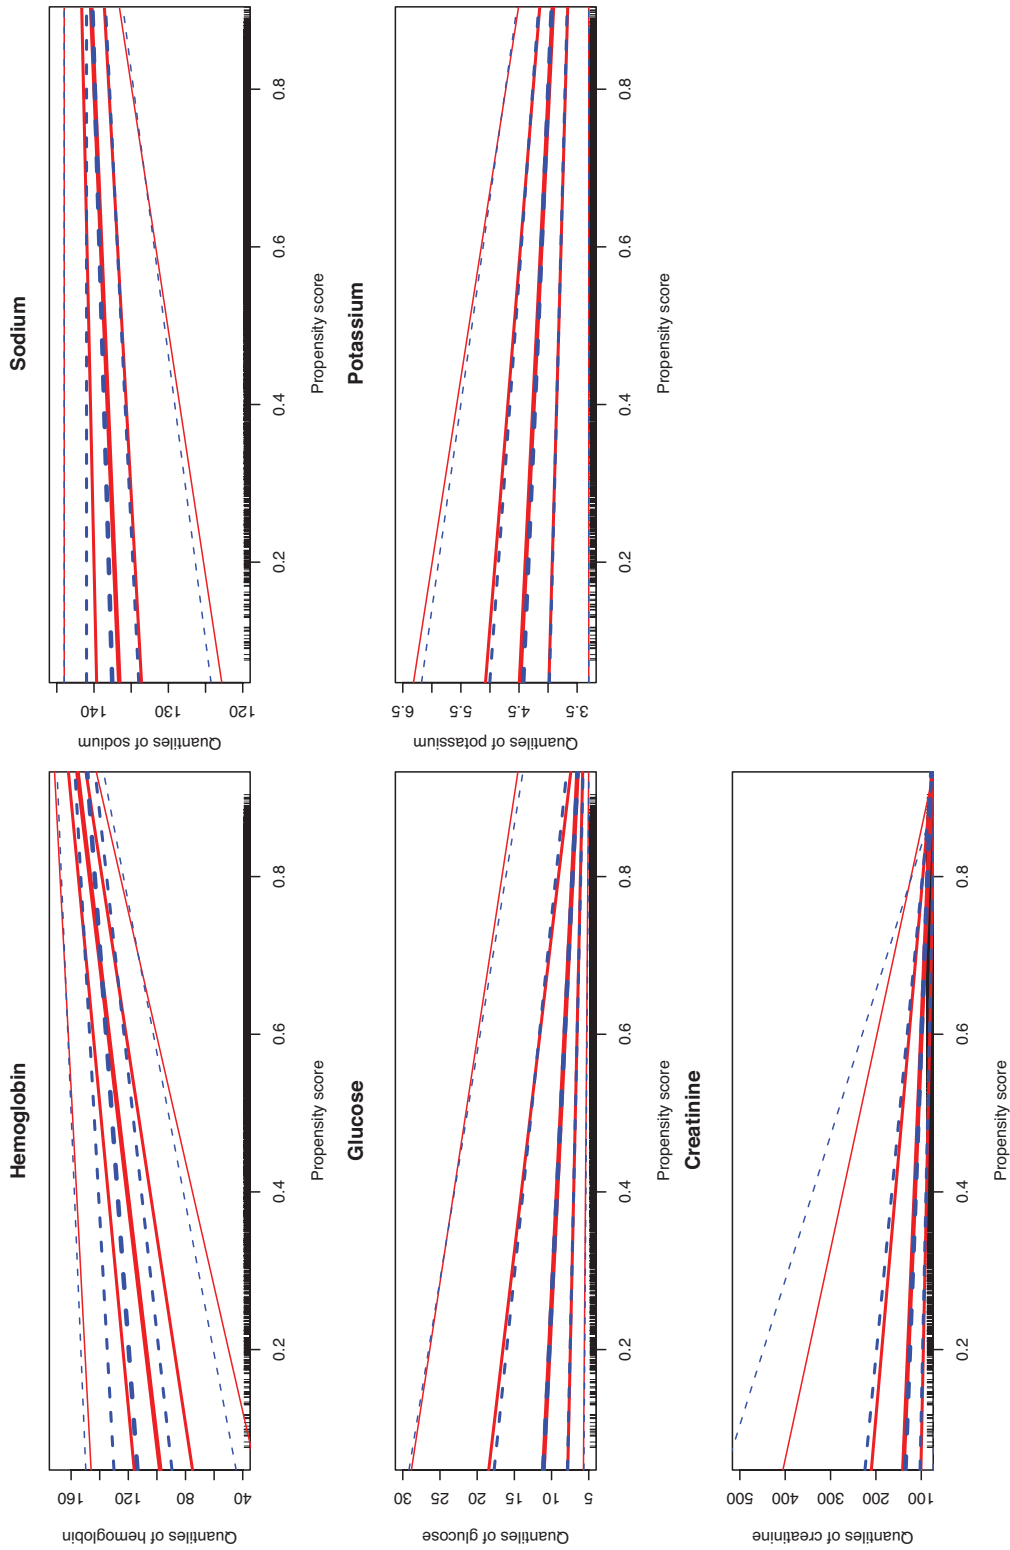 Hemoglobin
Quantiles of hemoglobin
40 80 120 160
0.2 0.4 0.6 0.8
Propensity score
Sodium
Quantiles of sodium
120 130 140
0.2 0.4 0.6 0.8
Propensity score
Glucose
Quantiles of glucose
5 10 15 20 25 30
0.2 0.4 0.6 0.8
Propensity score
Potassium
Quantiles of potassium
3.5 4.5 5.5 6.5
0.2 0.4 0.6 0.8
Propensity score
Creatinine
Quantiles of creatinine
100 200 300 400 500
0.2 0.4 0.6 0.8
Propensity score